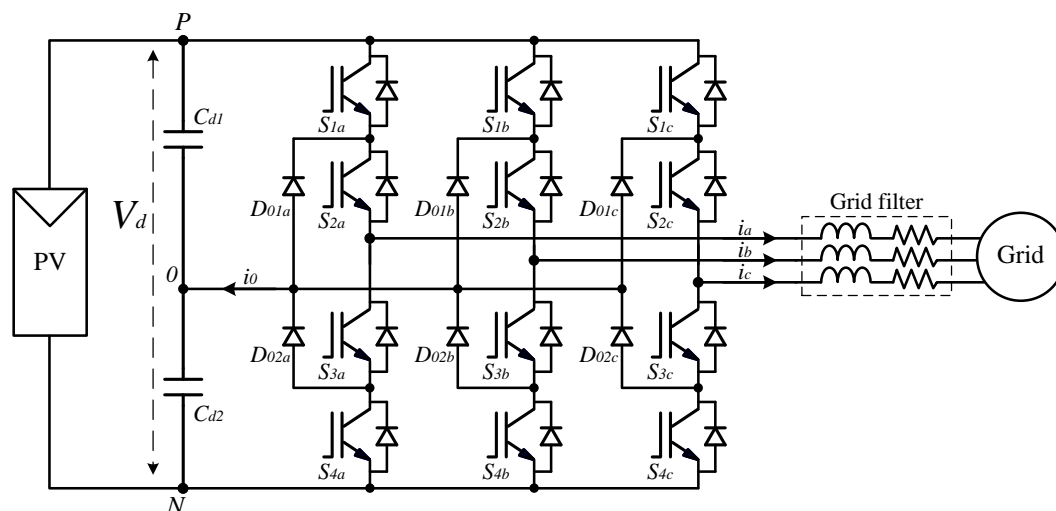 P
Cd1
S1a
S1b
S1c
D01a
S2a
D01b
S2b
D01c
S2c
Grid filter
Vd
PV
ia
ib
ic
Grid
0
i0
D02a
S3a
D02b
S3b
D02c
S3c
Cd2
S4a
S4b
S4c
N